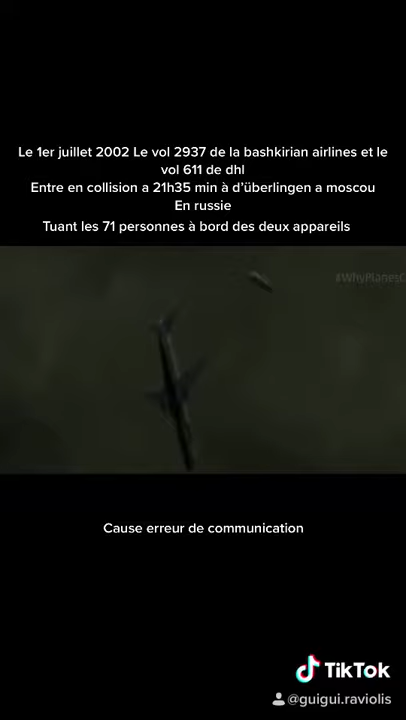 Le 1er juillet 2002 Le vol 2937 de la bashkirian airlines et le
vol 611 de dhl
Entre en collision a 21h35 min à d'überlingen a moscou
En russie
Tuant les 71 personnes à bord des deux appareils
#WhyPlanesC
Cause erreur de communication
TikTok
@guigui.raviolis